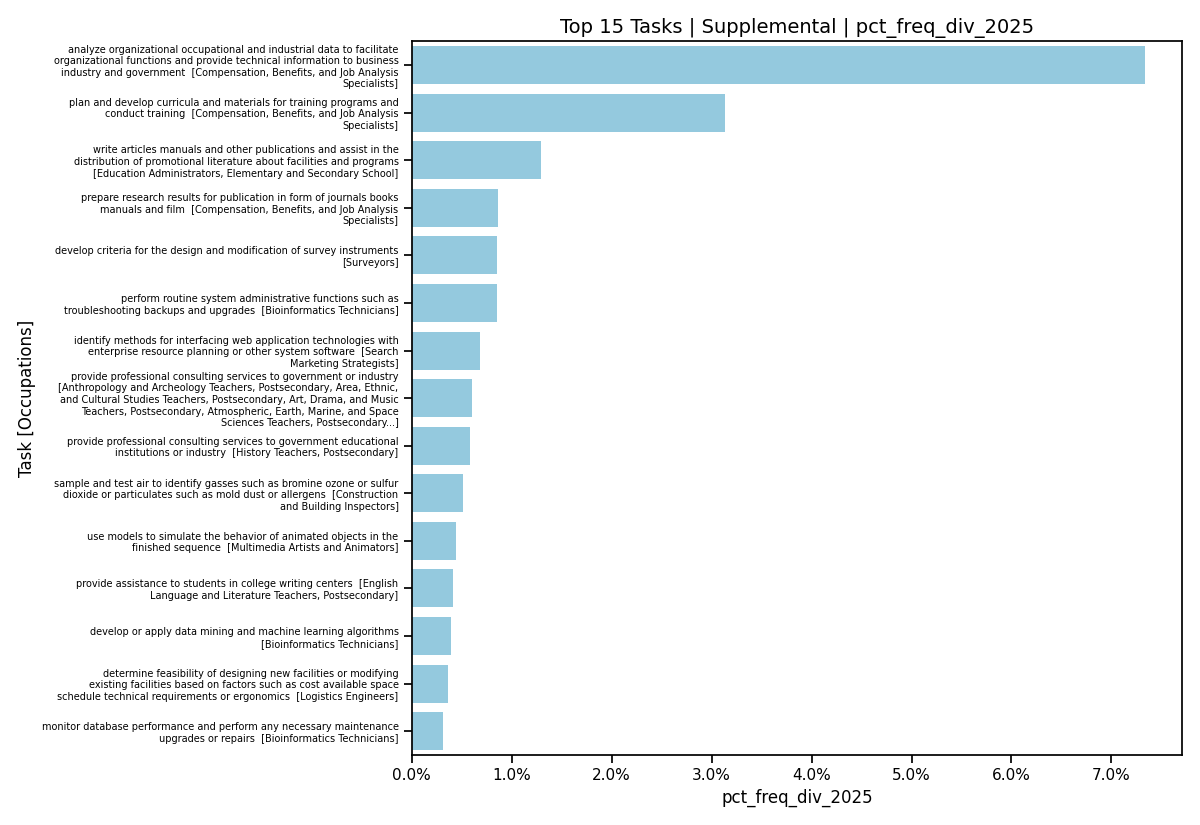 Top 15 Tasks | Supplemental | pct_freq_div_2025
analyze organizational occupational and industrial data to facilitate
organizational functions and provide technical information to business
industry and government  [Compensation, Benefits, and Job Analysis
Specialists]
plan and develop curricula and materials for training programs and
conduct training  [Compensation, Benefits, and Job Analysis
Specialists]
write articles manuals and other publications and assist in the
distribution of promotional literature about facilities and programs
[Education Administrators, Elementary and Secondary School]
prepare research results for publication in form of journals books
manuals and film  [Compensation, Benefits, and Job Analysis
Specialists]
develop criteria for the design and modification of survey instruments
[Surveyors]
perform routine system administrative functions such as
troubleshooting backups and upgrades  [Bioinformatics Technicians]
identify methods for interfacing web application technologies with
enterprise resource planning or other system software  [Search
Marketing Strategists]
provide professional consulting services to government or industry
[Anthropology and Archeology Teachers, Postsecondary, Area, Ethnic,
and Cultural Studies Teachers, Postsecondary, Art, Drama, and Music
Teachers, Postsecondary, Atmospheric, Earth, Marine, and Space
Sciences Teachers, Postsecondary...]
provide professional consulting services to government educational
institutions or industry  [History Teachers, Postsecondary]
sample and test air to identify gasses such as bromine ozone or sulfur
dioxide or particulates such as mold dust or allergens  [Construction
and Building Inspectors]
use models to simulate the behavior of animated objects in the
finished sequence  [Multimedia Artists and Animators]
provide assistance to students in college writing centers  [English
Language and Literature Teachers, Postsecondary]
develop or apply data mining and machine learning algorithms
[Bioinformatics Technicians]
determine feasibility of designing new facilities or modifying
existing facilities based on factors such as cost available space
schedule technical requirements or ergonomics  [Logistics Engineers]
monitor database performance and perform any necessary maintenance
upgrades or repairs  [Bioinformatics Technicians]
Task [Occupations]
0.0% 1.0% 2.0% 3.0% 4.0% 5.0% 6.0% 7.0%
pct_freq_div_2025